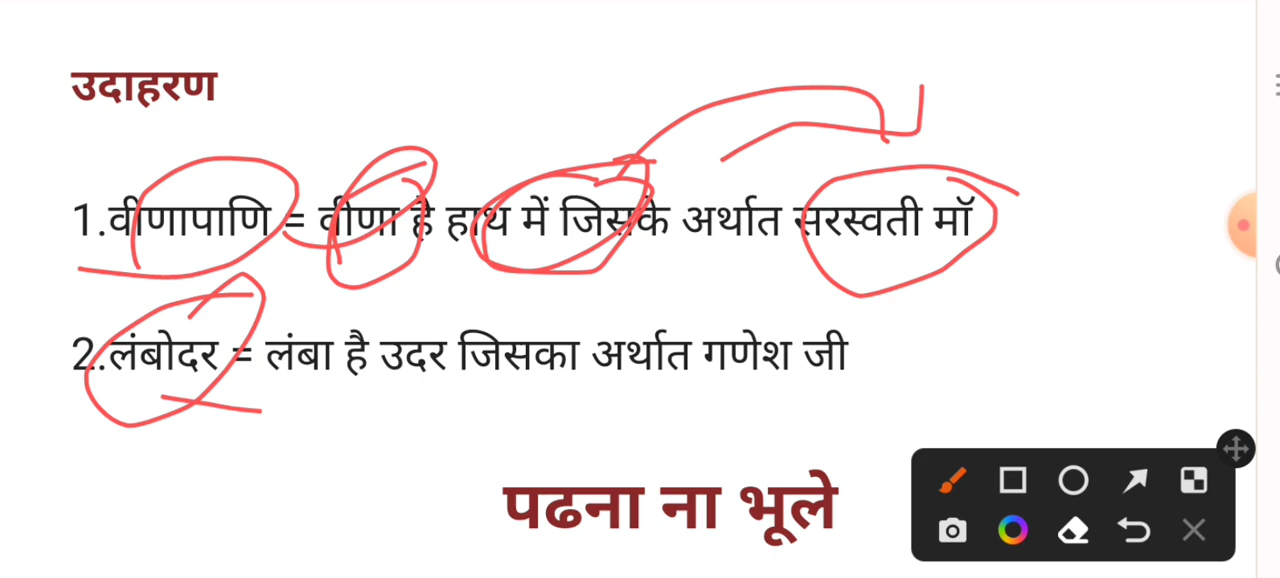 उदाहरण
1.वीणापाणि = वीणा है हाथ में जिसके अर्थात सरस्वती मॉ
2.लंबोदर = लंबा है उदर जिसका अर्थात गणेश जी
पढना ना भूले